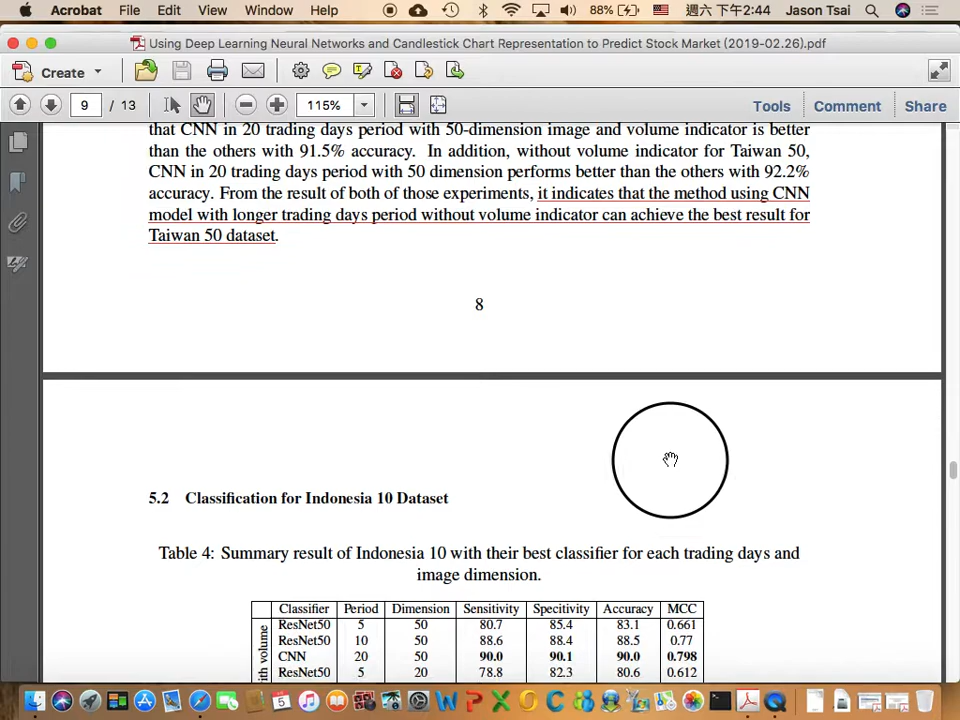 Acrobat File Edit View Window Help 88% 週六 下午2:44 Jason Tsai
Using Deep Learning Neural Networks and Candlestick Chart Representation to Predict Stock Market (2019-02.26).pdf
Create
9 / 13 115% Tools Comment Share
that CNN in 20 trading days period with 50-dimension image and volume indicator is better
than the others with 91.5% accuracy. In addition, without volume indicator for Taiwan 50,
CNN in 20 trading days period with 50 dimension performs better than the others with 92.2%
accuracy. From the result of both of those experiments, it indicates that the method using CNN
model with longer trading days period without volume indicator can achieve the best result for
Taiwan 50 dataset.
8
5.2 Classification for Indonesia 10 Dataset
Table 4: Summary result of Indonesia 10 with their best classifier for each trading days and
image dimension.
Classifier Period Dimension Sensitivity Specitivity Accuracy MCC
ResNet50 5 50 80.7 85.4 83.1 0.661
ResNet50 10 50 88.6 88.4 88.5 0.77
CNN 20 50 90.0 90.1 90.0 0.798
ResNet50 5 20 78.8 82.3 80.6 0.612
ith volume
5